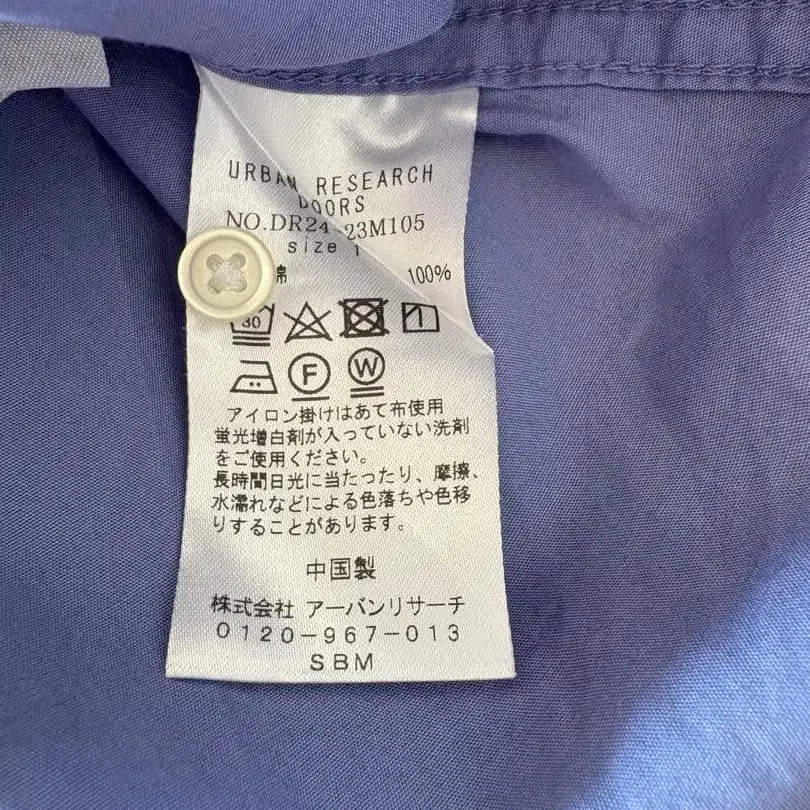 URBAN RESEARCH
DOORS
NO.DR24-23M105
size 1
綿 100%
30
F W
アイロン掛けはあて布使用
蛍光増白剤が入っていない洗剤
をご使用ください。
長時間日光に当たったり、摩擦、
水濡れなどによる色落ちや色移
りすることがあります。
中国製
株式会社 アーバンリサーチ
0120-967-013
SBM